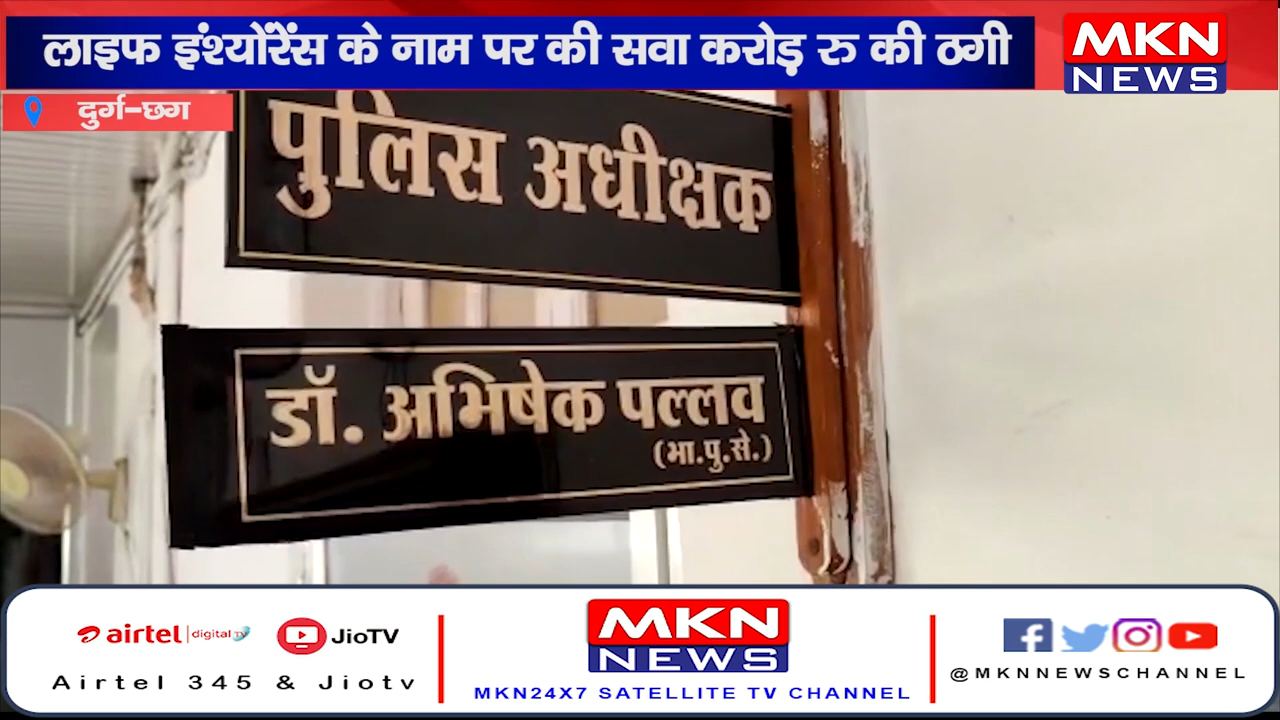 लाइफ इंश्योरेंस के नाम पर की सवा करोड़ रु की ठगी
MKN
NEWS
दुर्ग-छग
पुलिस अधीक्षक
डॉ. अभिषेक पल्लव
(भा.पु.से.)
airtel digital TV
JioTV
Airtel 345 & Jiotv
MKN
NEWS
MKN24X7 SATELLITE TV CHANNEL
@MKNNEWSCHANNEL